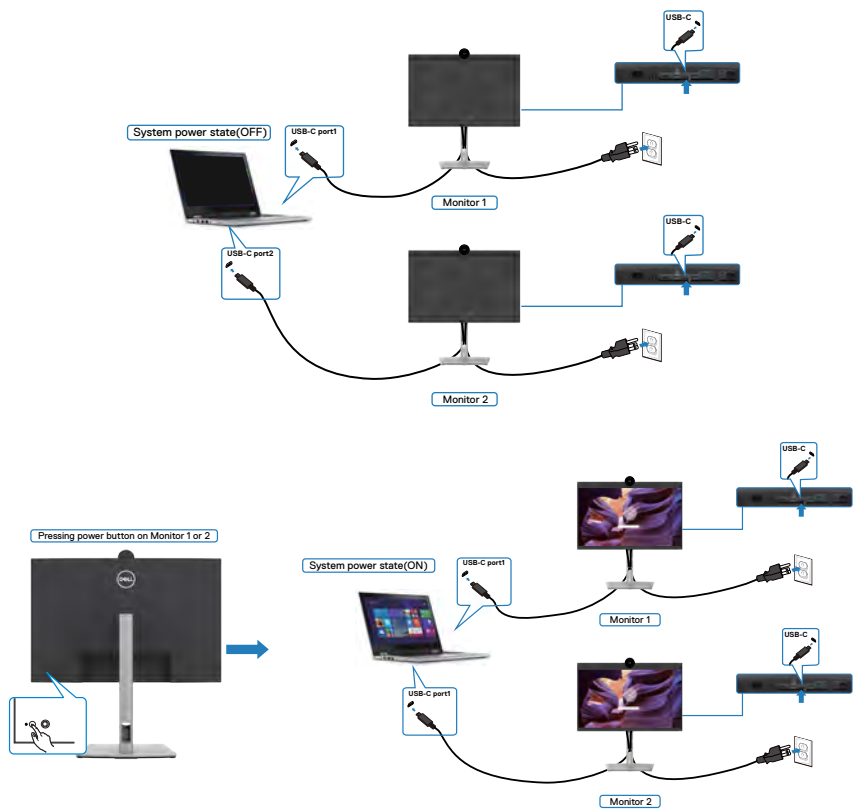 USB-C
System power state(OFF)
USB-C port1
Monitor 1
USB-C
USB-C port2
Monitor 2
USB-C
Pressing power button on Monitor 1 or 2
DELL
System power state(ON)
USB-C port1
Monitor 1
USB-C
USB-C port1
Monitor 2